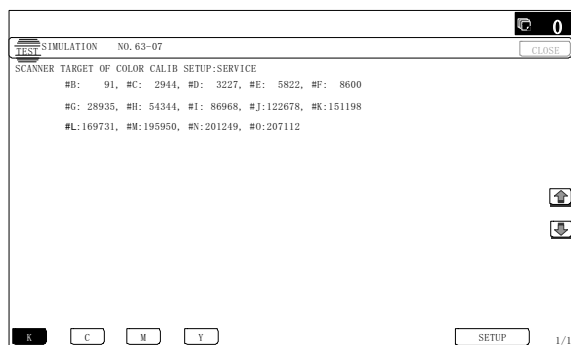 0
TEST SIMULATION NO. 63-07 CLOSE
SCANNER TARGET OF COLOR CALIB SETUP:SERVICE
#B: 91, #C: 2944, #D: 3227, #E: 5822, #F: 8600
#G: 28935, #H: 54344, #I: 86968, #J:122678, #K:151198
#L:169731, #M:195950, #N:201249, #O:207112
K C M Y SETUP 1/1